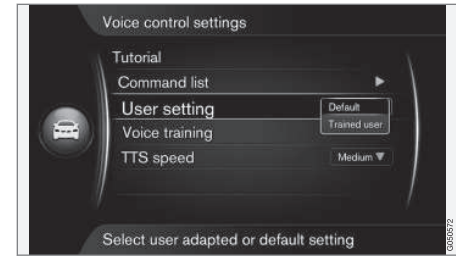 Voice control settings
Tutorial
Command list
User setting
Default
Trained user
Voice training
TTS speed
Medium
Select user adapted or default setting
G050572